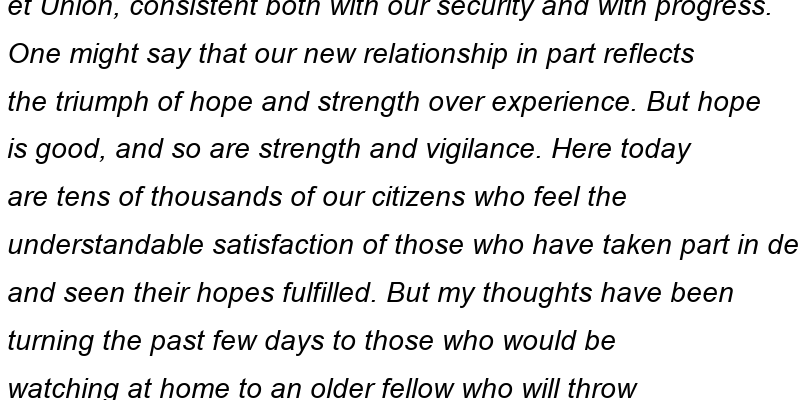 et Union, consistent both with our security and with progress.
One might say that our new relationship in part reflects
the triumph of hope and strength over experience. But hope
is good, and so are strength and vigilance. Here today
are tens of thousands of our citizens who feel the
understandable satisfaction of those who have taken part in de
and seen their hopes fulfilled. But my thoughts have been
turning the past few days to those who would be
watching at home to an older fellow who will throw